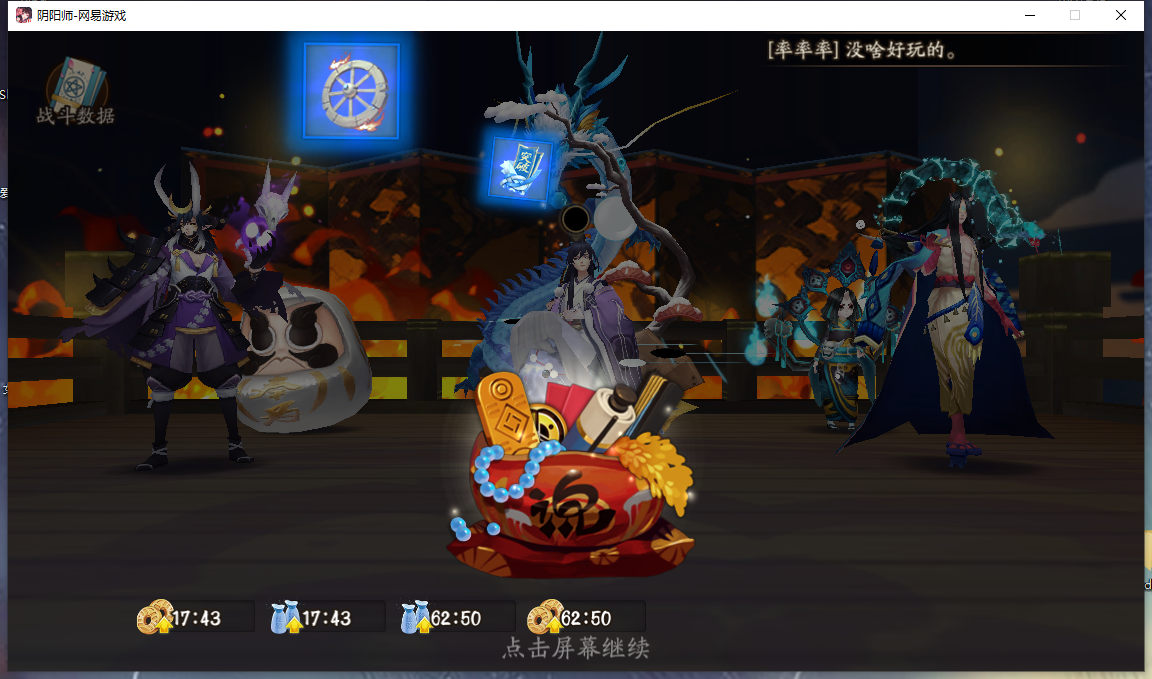 阴阳师-网易游戏
[率率率] 没啥好玩的。
战斗数据
突破
魂
17:43
17:43
62:50
62:50
点击屏幕继续